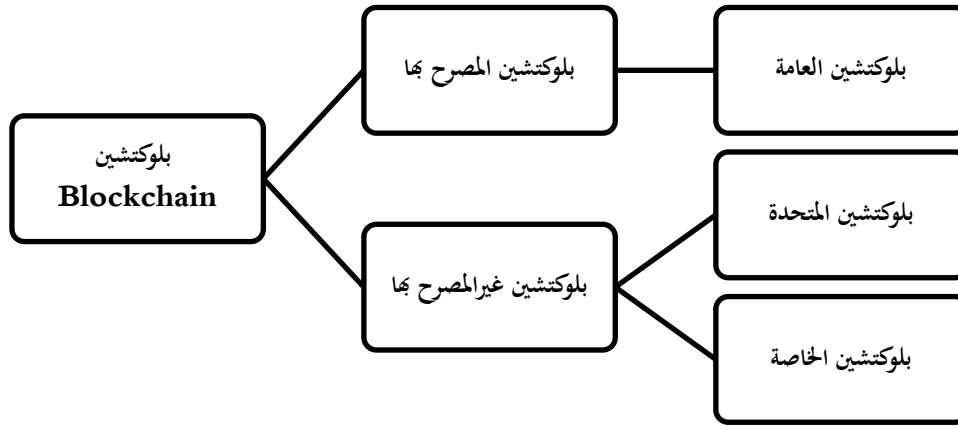 بلوكتشين
Blockchain
بلوكتشين المصرح بها
بلوكتشين العامة
بلوكتشين غيرالمصرح بها
بلوكتشين المتحدة
بلوكتشين الخاصة